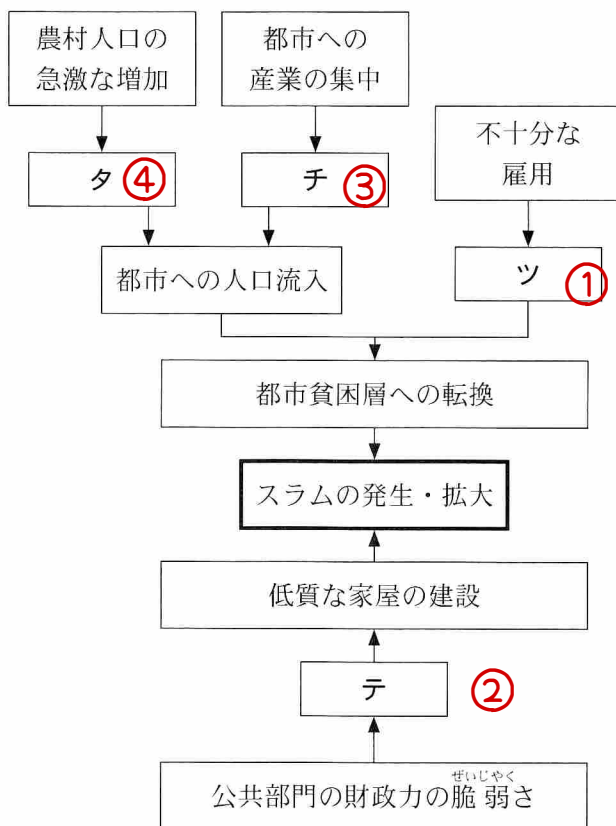 農村人口の
急激な増加
都市への
産業の集中
不十分な
雇用
タ ④
チ ③
ツ ①
都市への人口流入
都市貧困層への転換
スラムの発生・拡大
低質な家屋の建設
テ ②
ぜいじやく
公共部門の財政力の脆弱さ